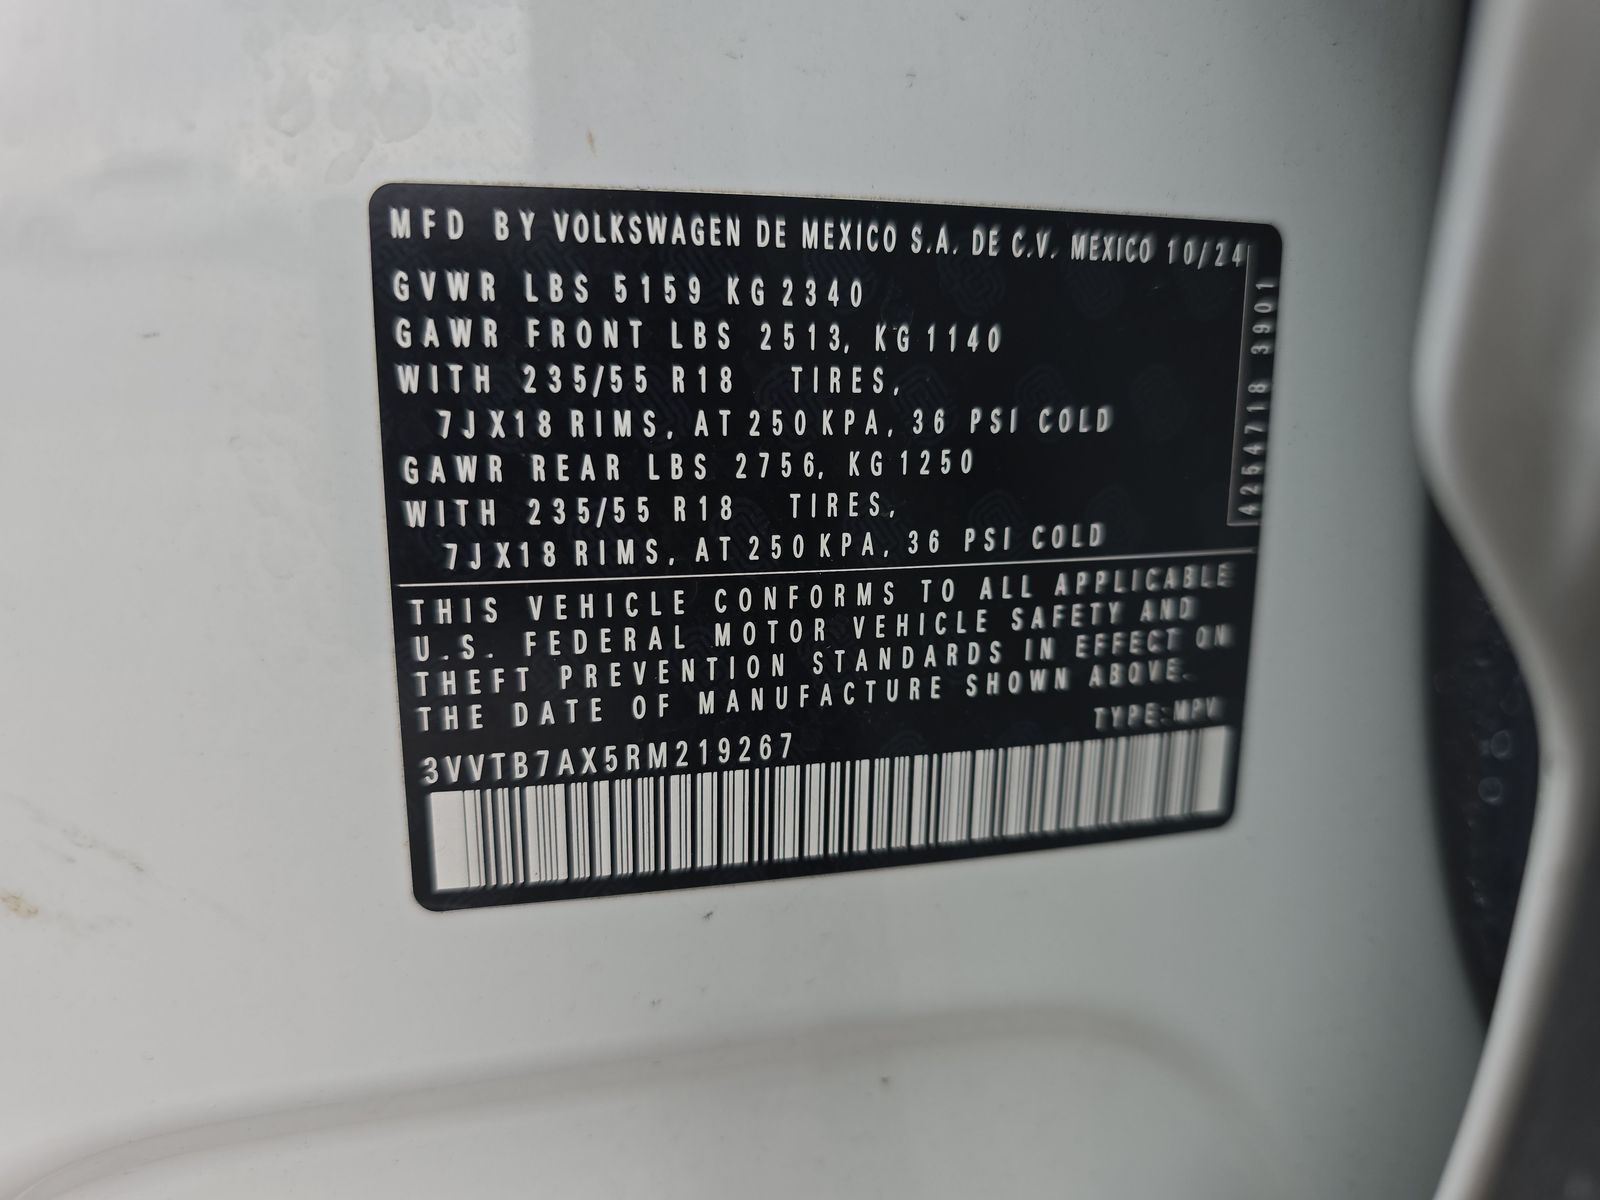 MFD BY VOLKSWAGEN DE MEXICO S.A. DE C.V. MEXICO 10/24
GVWR LBS 5159 KG 2340
GAWR FRONT LBS 2513, KG 1140
WITH 235/55 R18 TIRES,
7JX18 RIMS, AT 250 KPA, 36 PSI COLD
GAWR REAR LBS 2756, KG 1250
WITH 235/55 R18 TIRES,
7JX18 RIMS, AT 250 KPA, 36 PSI COLD
4254718 3901
THIS VEHICLE CONFORMS TO ALL APPLICABLE
U.S. FEDERAL MOTOR VEHICLE SAFETY AND
THEFT PREVENTION STANDARDS IN EFFECT ON
THE DATE OF MANUFACTURE SHOWN ABOVE.
TYPE: MPV
3VVTB7AX5RM219267